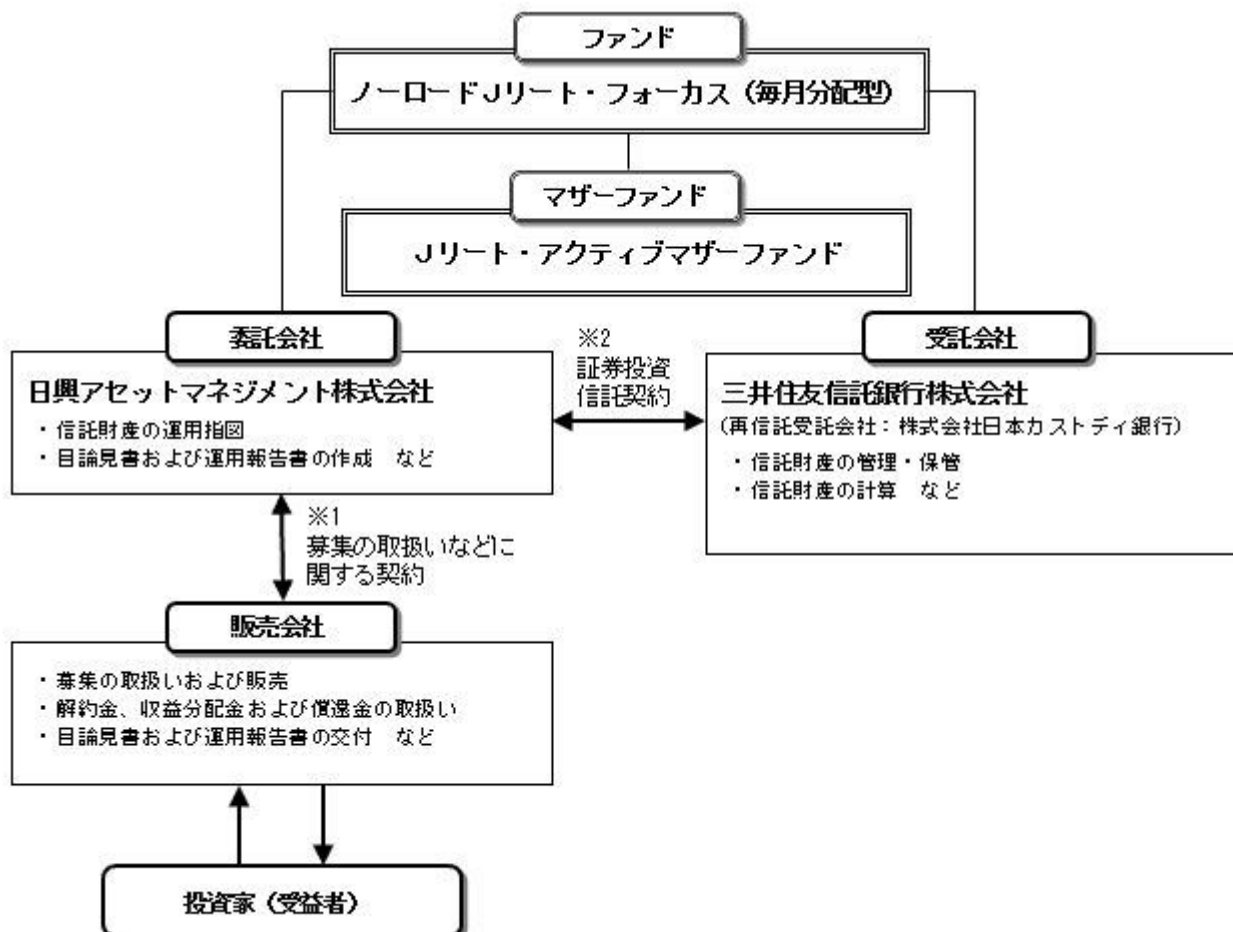 ファンド
ノーロードJリート・フォーカス（毎月分配型）
マザーファンド
Jリート・アクティブマザーファンド
委託会社
日興アセットマネジメント株式会社
・信託財産の運用指図
・目論見書および運用報告書の作成　など
※2
証券投資
信託契約
受託会社
三井住友信託銀行株式会社
(再信託受託会社：株式会社日本カストディ銀行)
・信託財産の管理・保管
・信託財産の計算　など
※1
募集の取扱いなどに
関する契約
販売会社
・募集の取扱いおよび販売
・解約金、収益分配金および償還金の取扱い
・目論見書および運用報告書の交付　など
投資家（受益者）